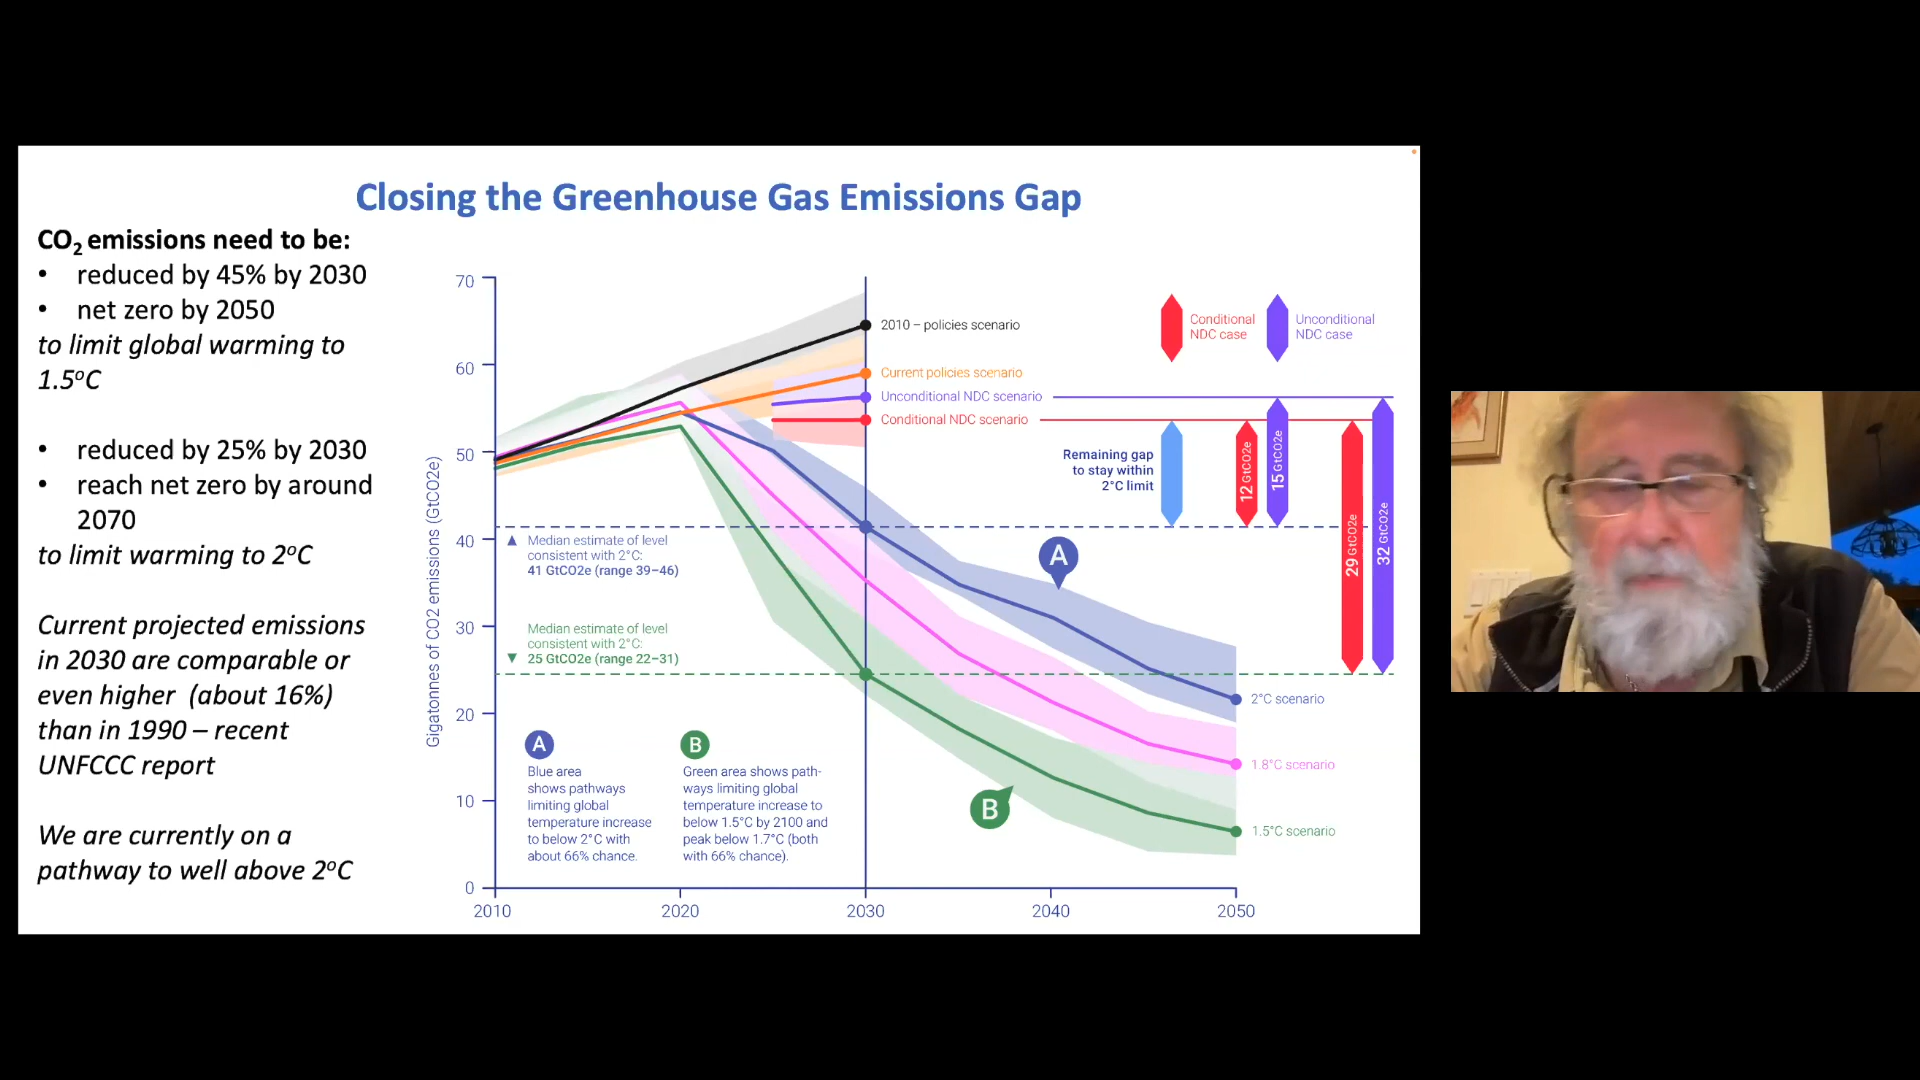 Closing the Greenhouse Gas Emissions Gap
CO2 emissions need to be:
• reduced by 45% by 2030
• net zero by 2050
to limit global warming to
1.5oC
• reduced by 25% by 2030
• reach net zero by around
2070
to limit warming to 2oC
Current projected emissions
in 2030 are comparable or
even higher (about 16%)
than in 1990 – recent
UNFCCC report
We are currently on a
pathway to well above 2oC
Gigatonnes of CO2 emissions (GtCO2e)
70
60
50
40
30
20
10
0
2010
2020
2030
2040
2050
2010 – policies scenario
Current policies scenario
Unconditional NDC scenario
Conditional NDC scenario
Conditional
NDC case
Unconditional
NDC case
Remaining gap
to stay within
2°C limit
12 GtCO2e
15 GtCO2e
29 GtCO2e
32 GtCO2e
▲ Median estimate of level
consistent with 2°C:
41 GtCO2e (range 39–46)
Median estimate of level
consistent with 2°C:
▼ 25 GtCO2e (range 22–31)
A
B
2°C scenario
1.8°C scenario
1.5°C scenario
A
Blue area
shows pathways
limiting global
temperature increase
to below 2°C with
about 66% chance.
B
Green area shows path-
ways limiting global
temperature increase to
below 1.5°C by 2100 and
peak below 1.7°C (both
with 66% chance).